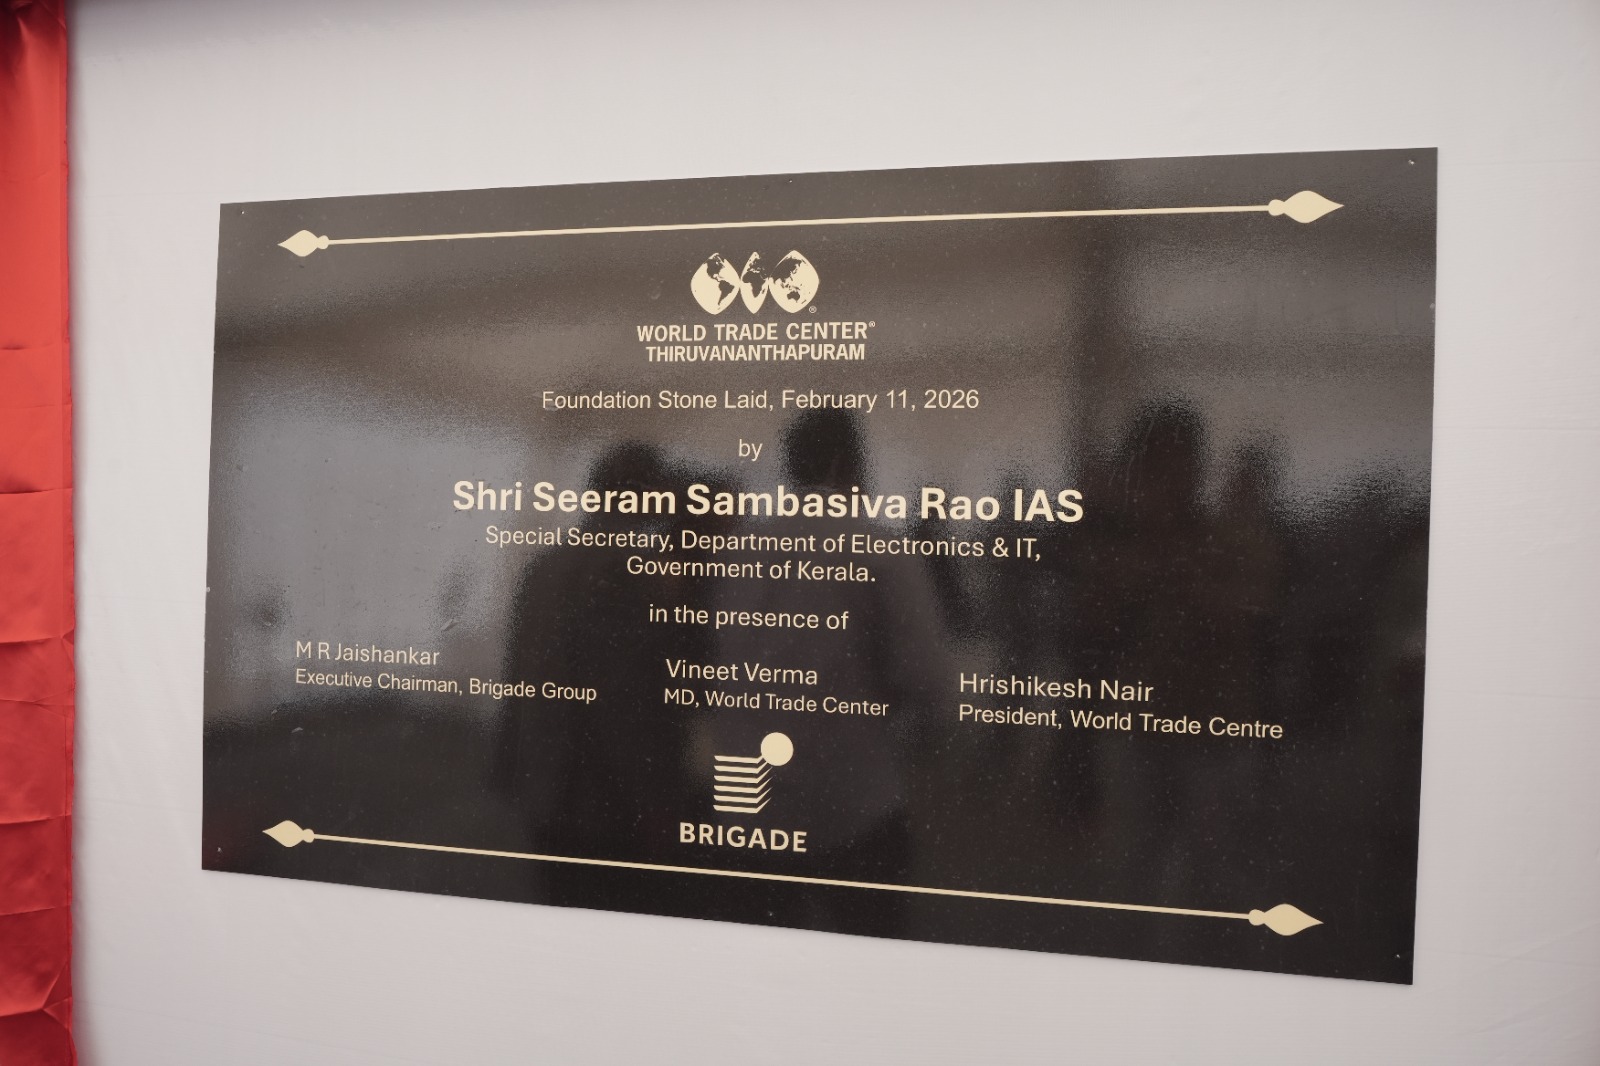 WORLD TRADE CENTER®
THIRUVANANTHAPURAM
Foundation Stone Laid, February 11, 2026
by
Shri Seeram Sambasiva Rao IAS
Special Secretary, Department of Electronics & IT,
Government of Kerala.
in the presence of
M R Jaishankar
Executive Chairman, Brigade Group
Vineet Verma
MD, World Trade Center
Hrishikesh Nair
President, World Trade Centre
BRIGADE